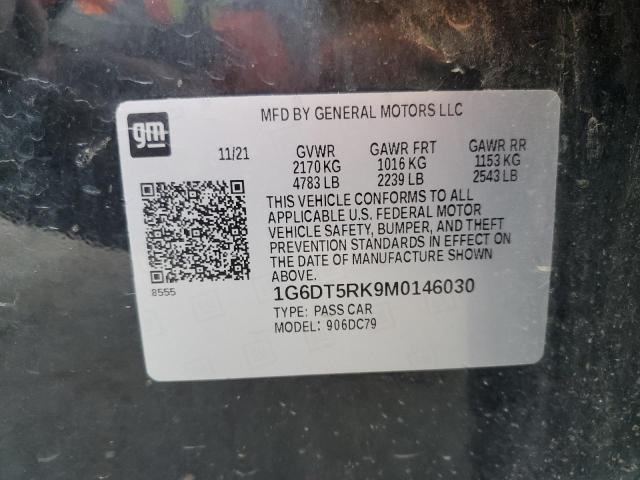 MFD BY GENERAL MOTORS LLC
gm
11/21 GVWR GAWR FRT GAWR RR
2170 KG 1016 KG 1153 KG
4783 LB 2239 LB 2543 LB
THIS VEHICLE CONFORMS TO ALL
APPLICABLE U.S. FEDERAL MOTOR
VEHICLE SAFETY, BUMPER, AND THEFT
PREVENTION STANDARDS IN EFFECT ON
THE DATE OF MANUFACTURE SHOWN
ABOVE.
8555
1G6DT5RK9M0146030
TYPE: PASS CAR
MODEL: 906DC79